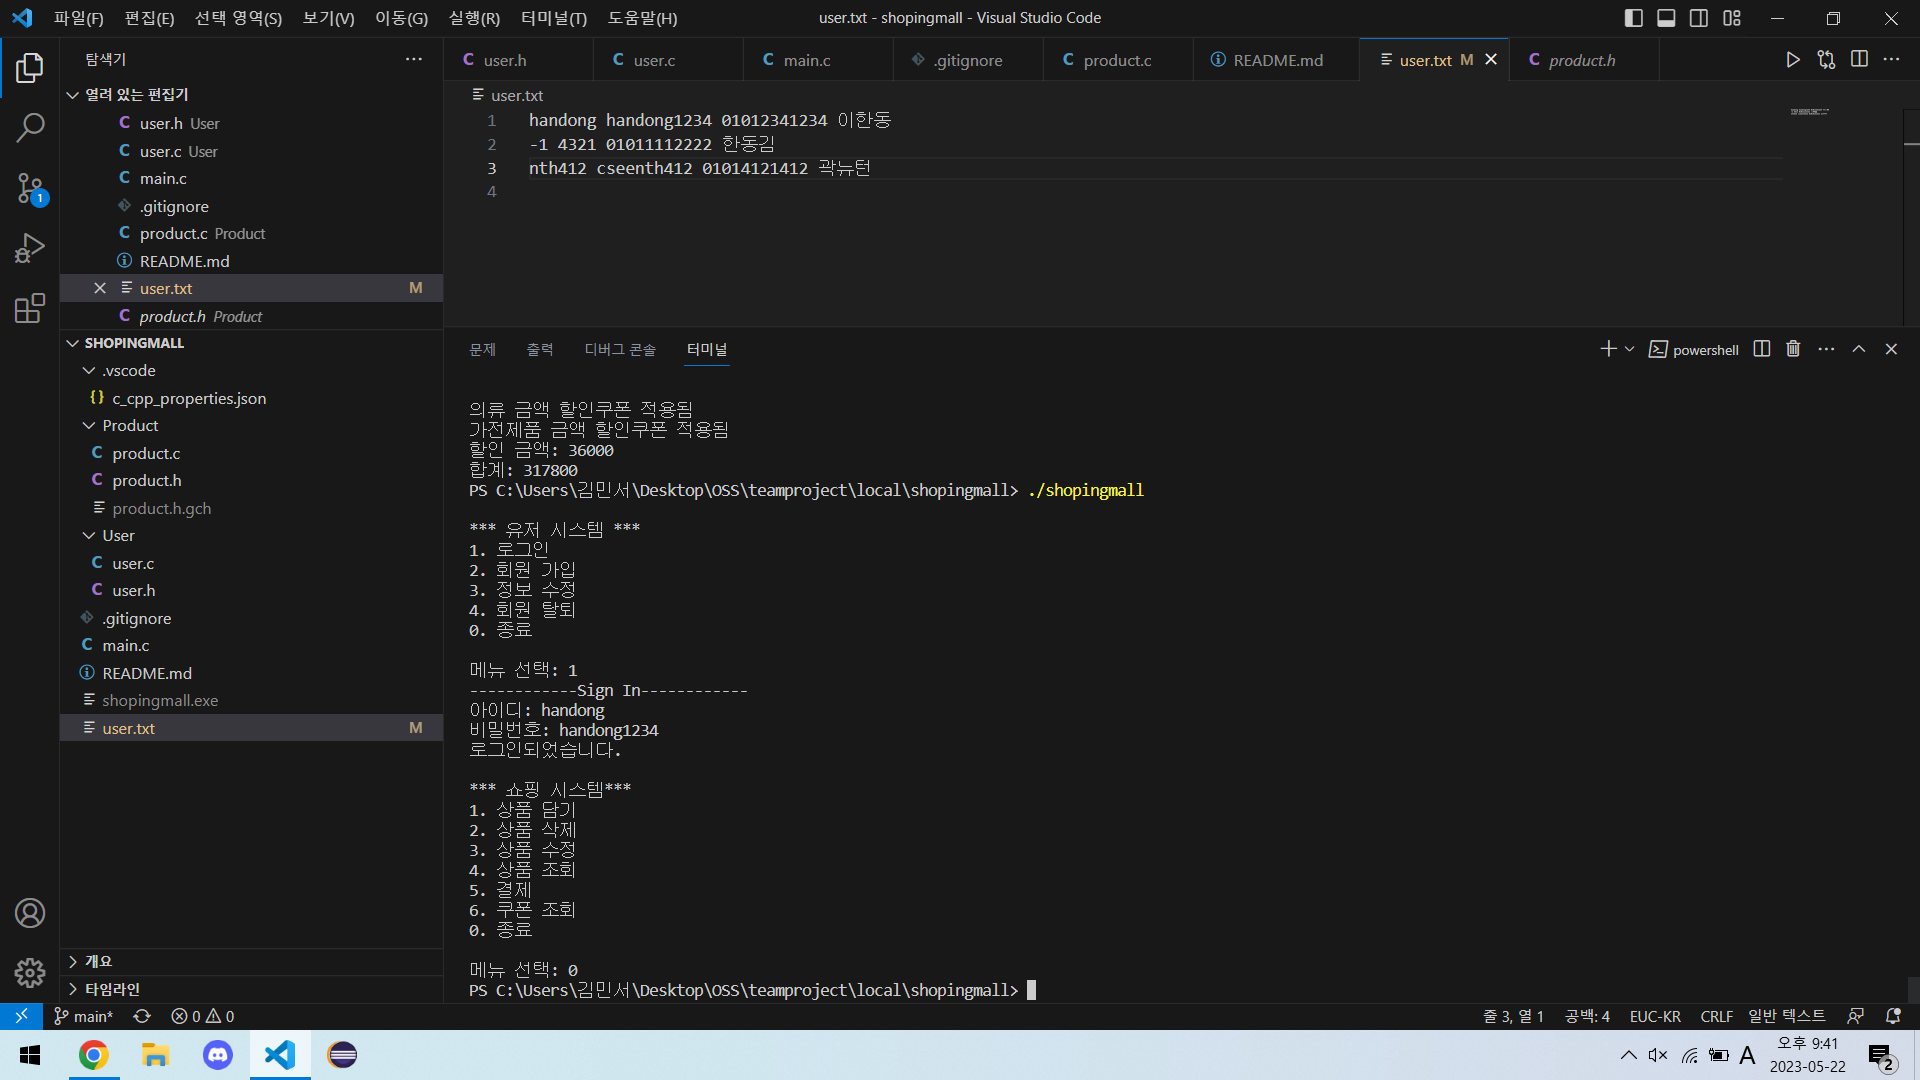 파일(F) 편집(E) 선택 영역(S) 보기(V) 이동(G) 실행(R) 터미널(T) 도움말(H) user.txt - shopingmall - Visual Studio Code
탐색기
열려 있는 편집기
user.h User
user.c User
main.c
.gitignore
product.c Product
README.md
user.txt M
product.h Product
SHOPINGMALL
.vscode
c_cpp_properties.json
Product
product.c
product.h
product.h.gch
User
user.c
user.h
.gitignore
main.c
README.md
shopingmall.exe
user.txt M
개요
타임라인
user.h user.c main.c .gitignore product.c README.md user.txt M product.h
user.txt
1 handong handong1234 01012341234 이한동
2 -1 4321 01011112222 한동김
3 nth412 cseenth412 01014121412 곽뉴턴
4
문제 출력 디버그 콘솔 터미널 powershell
의류 금액 할인쿠폰 적용됨
가전제품 금액 할인쿠폰 적용됨
할인 금액: 36000
합계: 317800
PS C:\Users\김민서\Desktop\OSS\teamproject\local\shopingmall> ./shopingmall
*** 유저 시스템 ***
1. 로그인
2. 회원 가입
3. 정보 수정
4. 회원 탈퇴
0. 종료
메뉴 선택: 1
------------Sign In------------
아이디: handong
비밀번호: handong1234
로그인되었습니다.
*** 쇼핑 시스템***
1. 상품 담기
2. 상품 삭제
3. 상품 수정
4. 상품 조회
5. 결제
6. 쿠폰 조회
0. 종료
메뉴 선택: 0
PS C:\Users\김민서\Desktop\OSS\teamproject\local\shopingmall>
1
main* 0 0 줄 3, 열 1 공백: 4 EUC-KR CRLF 일반 텍스트
A 오후 9:41
2023-05-22 2